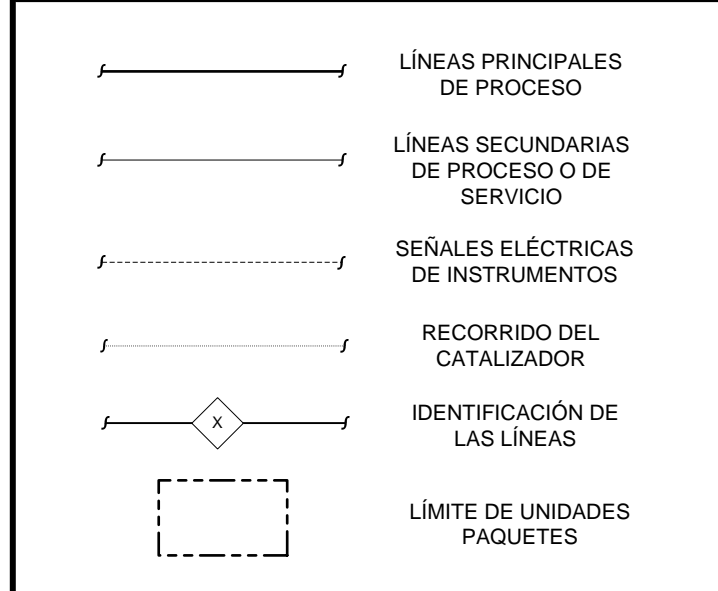 LÍNEAS PRINCIPALES
DE PROCESO
LÍNEAS SECUNDARIAS
DE PROCESO O DE
SERVICIO
SEÑALES ELÉCTRICAS
DE INSTRUMENTOS
RECORRIDO DEL
CATALIZADOR
X
IDENTIFICACIÓN DE
LAS LÍNEAS
LÍMITE DE UNIDADES
PAQUETES